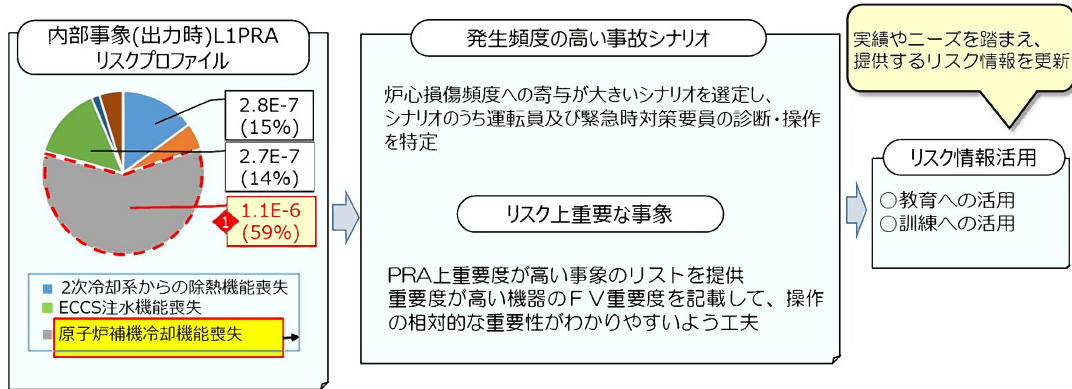 内部事象(出力時)L1PRA
リスクプロファイル
2.8E-7
(15%)
2.7E-7
(14%)
1
1.1E-6
(59%)
2次冷却系からの除熱機能喪失
ECCS注水機能喪失
原子炉補機冷却機能喪失
発生頻度の高い事故シナリオ
炉心損傷頻度への寄与が大きいシナリオを選定し、
シナリオのうち運転員及び緊急時対策要員の診断・操作
を特定
リスク上重要な事象
PRA上重要度が高い事象のリストを提供
重要度が高い機器のFV重要度を記載して、操作
の相対的な重要性がわかりやすいよう工夫
実績やニーズを踏まえ、
提供するリスク情報を更新
リスク情報活用
○教育への活用
○訓練への活用